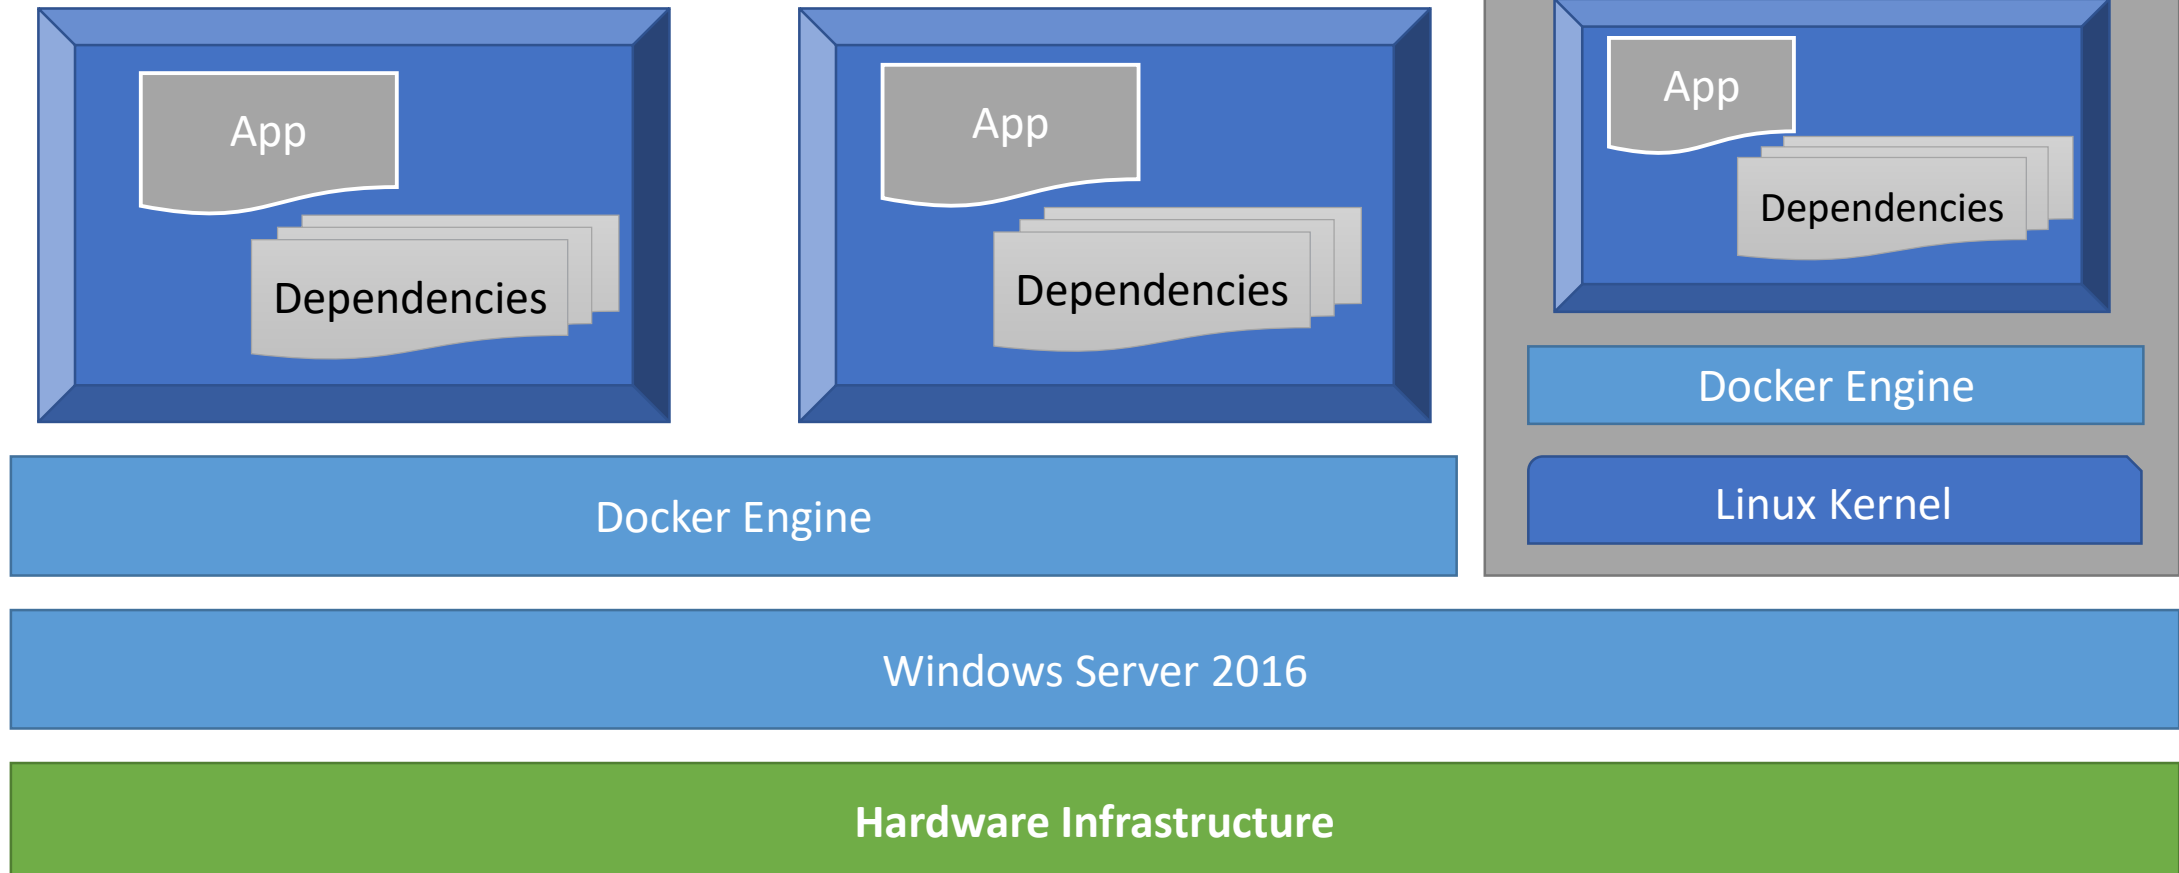 App
Dependencies
App
Dependencies
App
Dependencies
Docker Engine
Linux Kernel
Docker Engine
Windows Server 2016
Hardware Infrastructure